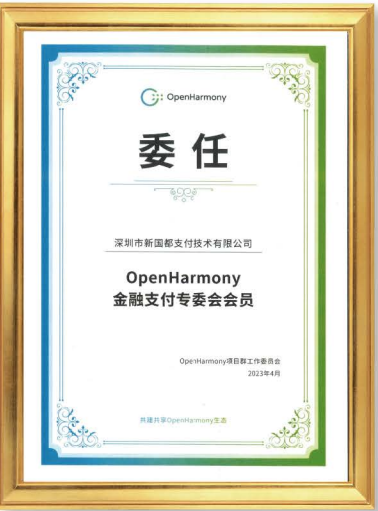 OpenHarmony
委任
深圳市新国都支付技术有限公司
OpenHarmony
金融支付专委会会员
OpenHarmony项目群工作委员会
2023年4月
共建共享OpenHarmony生态